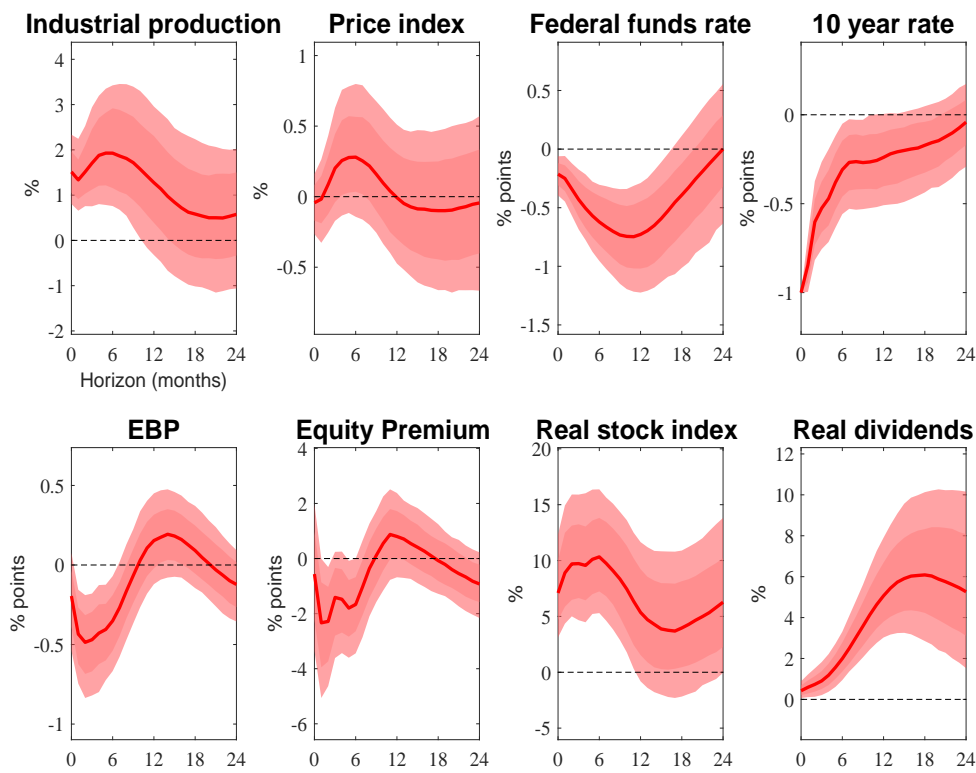 Industrial production
4
3
2
1
0
-1
-2
%
0 6 12 18 24
Horizon (months)
Price index
1
0.5
0
-0.5
%
0 6 12 18 24
Federal funds rate
0.5
0
-0.5
-1
-1.5
% points
0 6 12 18 24
10 year rate
0
-0.5
-1
% points
0 6 12 18 24
EBP
0.5
0
-0.5
-1
% points
0 6 12 18 24
Equity Premium
4
2
0
-2
-4
-6
% points
0 6 12 18 24
Real stock index
20
15
10
5
0
-5
%
0 6 12 18 24
Real dividends
12
10
8
6
4
2
0
%
0 6 12 18 24